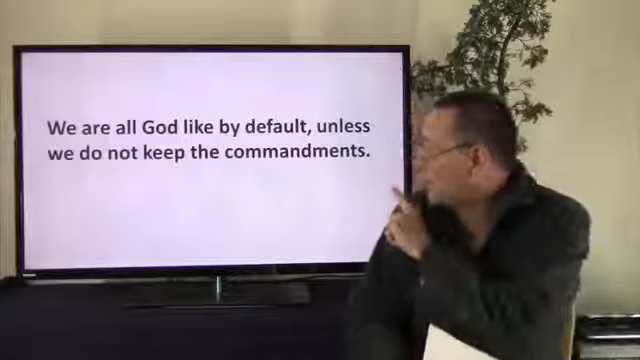 We are all God like by default, unless
we do not keep the commandments.